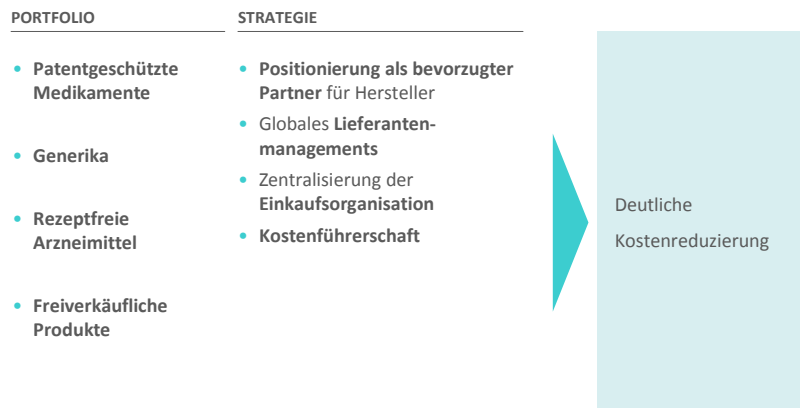 PORTFOLIO
• Patentgeschützte
Medikamente
• Generika
• Rezeptfreie
Arzneimittel
• Freiverkäufliche
Produkte
STRATEGIE
• Positionierung als bevorzugter
Partner für Hersteller
• Globales Lieferanten-
managements
• Zentralisierung der
Einkaufsorganisation
• Kostenführerschaft
Deutliche
Kostenreduzierung